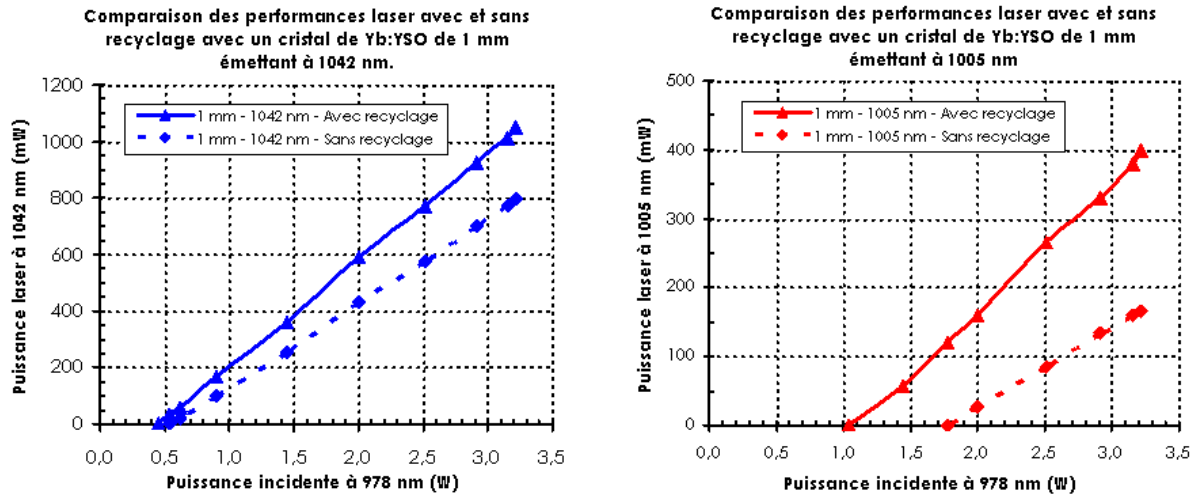 Comparaison des performances laser avec et sans
recyclage avec un cristal de Yb:YSO de 1 mm
émettant à 1042 nm.
Puissance laser à 1042 nm (mW)
1200
1000
800
600
400
200
0
1 mm - 1042 nm - Avec recyclage
1 mm - 1042 nm - Sans recyclage
0,0 0,5 1,0 1,5 2,0 2,5 3,0 3,5
Puissance incidente à 978 nm (W)
Comparaison des performances laser avec et sans
recyclage avec un cristal de Yb:YSO de 1 mm
émettant à 1005 nm
Puissance laser à 1005 nm (mW)
500
400
300
200
100
0
1 mm - 1005 nm - Avec recyclage
1 mm - 1005 nm - Sans recyclage
0,0 0,5 1,0 1,5 2,0 2,5 3,0 3,5
Puissance incidente à 978 nm (W)